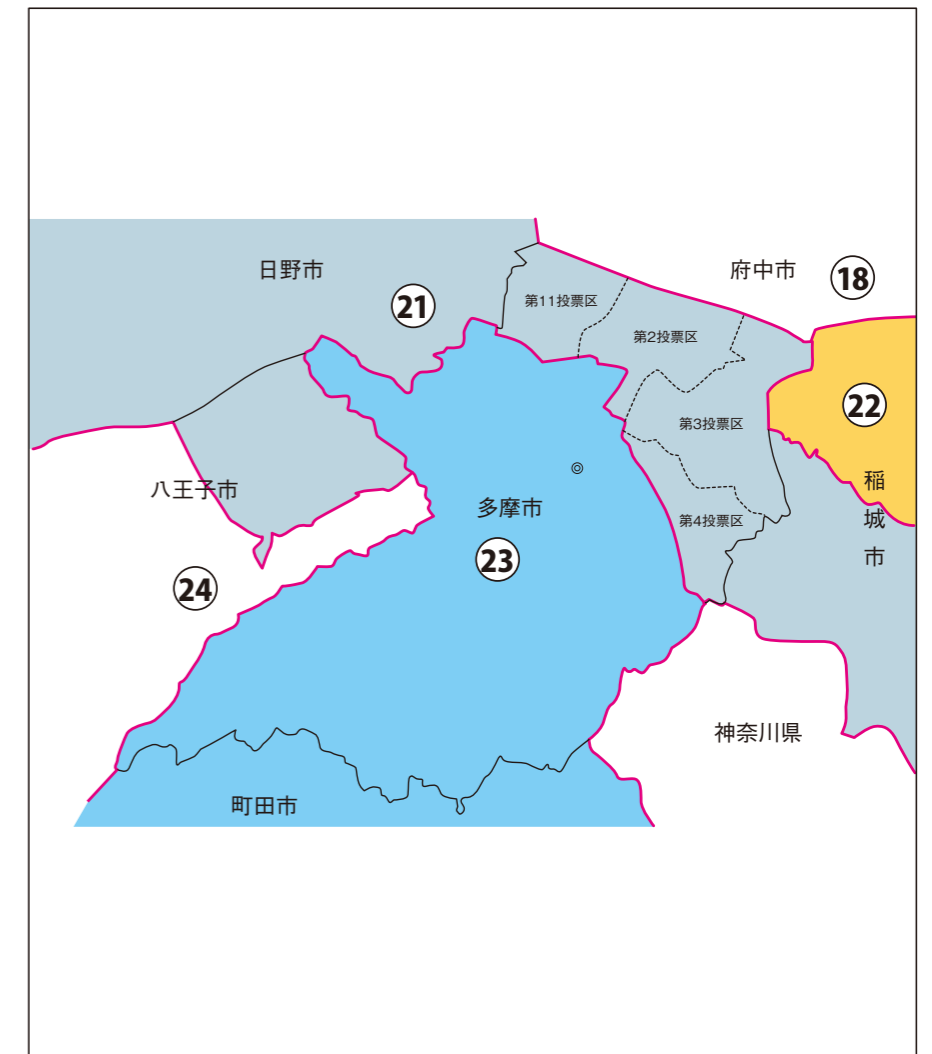 日野市
府中市
⑱
㉑
第11投票区
第2投票区
㉒
第3投票区
八王子市
稲城市
多摩市
第4投票区
㉓
㉔
神奈川県
町田市